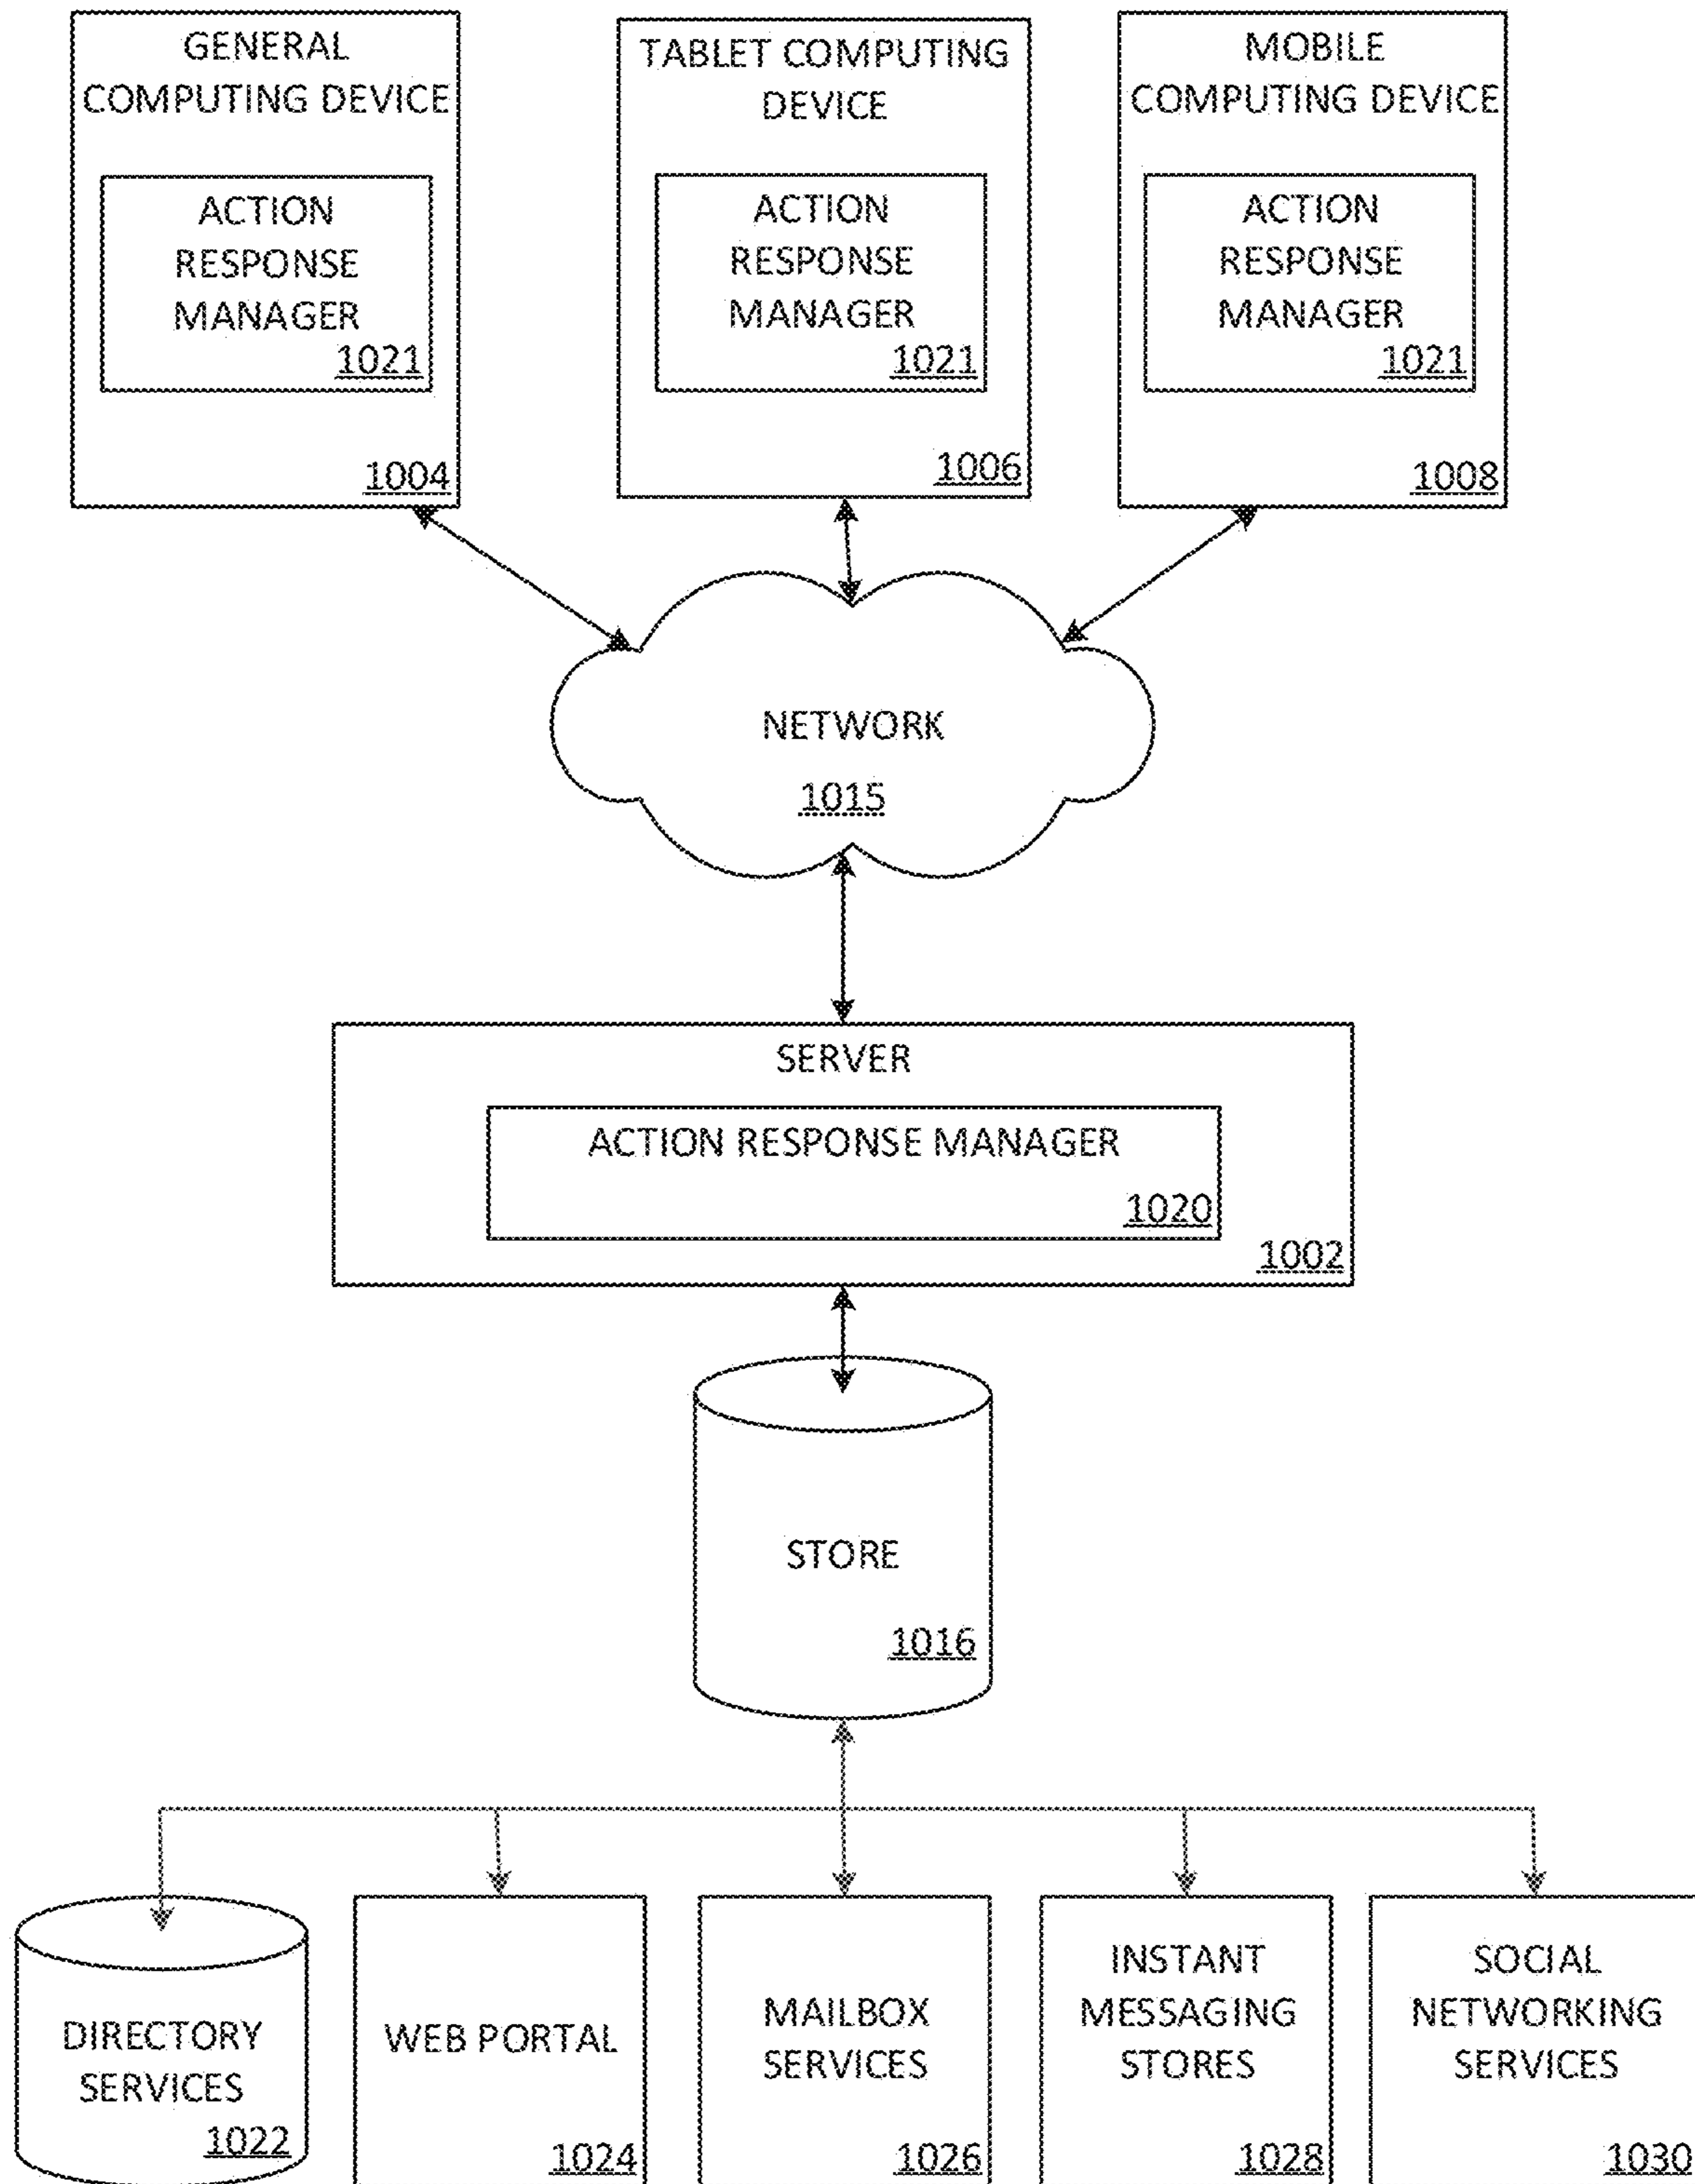 GENERAL
COMPUTING DEVICE
ACTION
RESPONSE
MANAGER
1021
1004
TABLET COMPUTING
DEVICE
ACTION
RESPONSE
MANAGER
1021
1006
MOBILE
COMPUTING DEVICE
ACTION
RESPONSE
MANAGER
1021
1008
NETWORK
1015
SERVER
ACTION RESPONSE MANAGER
1020
1002
STORE
1016
DIRECTORY
SERVICES
1022
WEB PORTAL
1024
MAILBOX
SERVICES
1026
INSTANT
MESSAGING
STORES
1028
SOCIAL
NETWORKING
SERVICES
1030